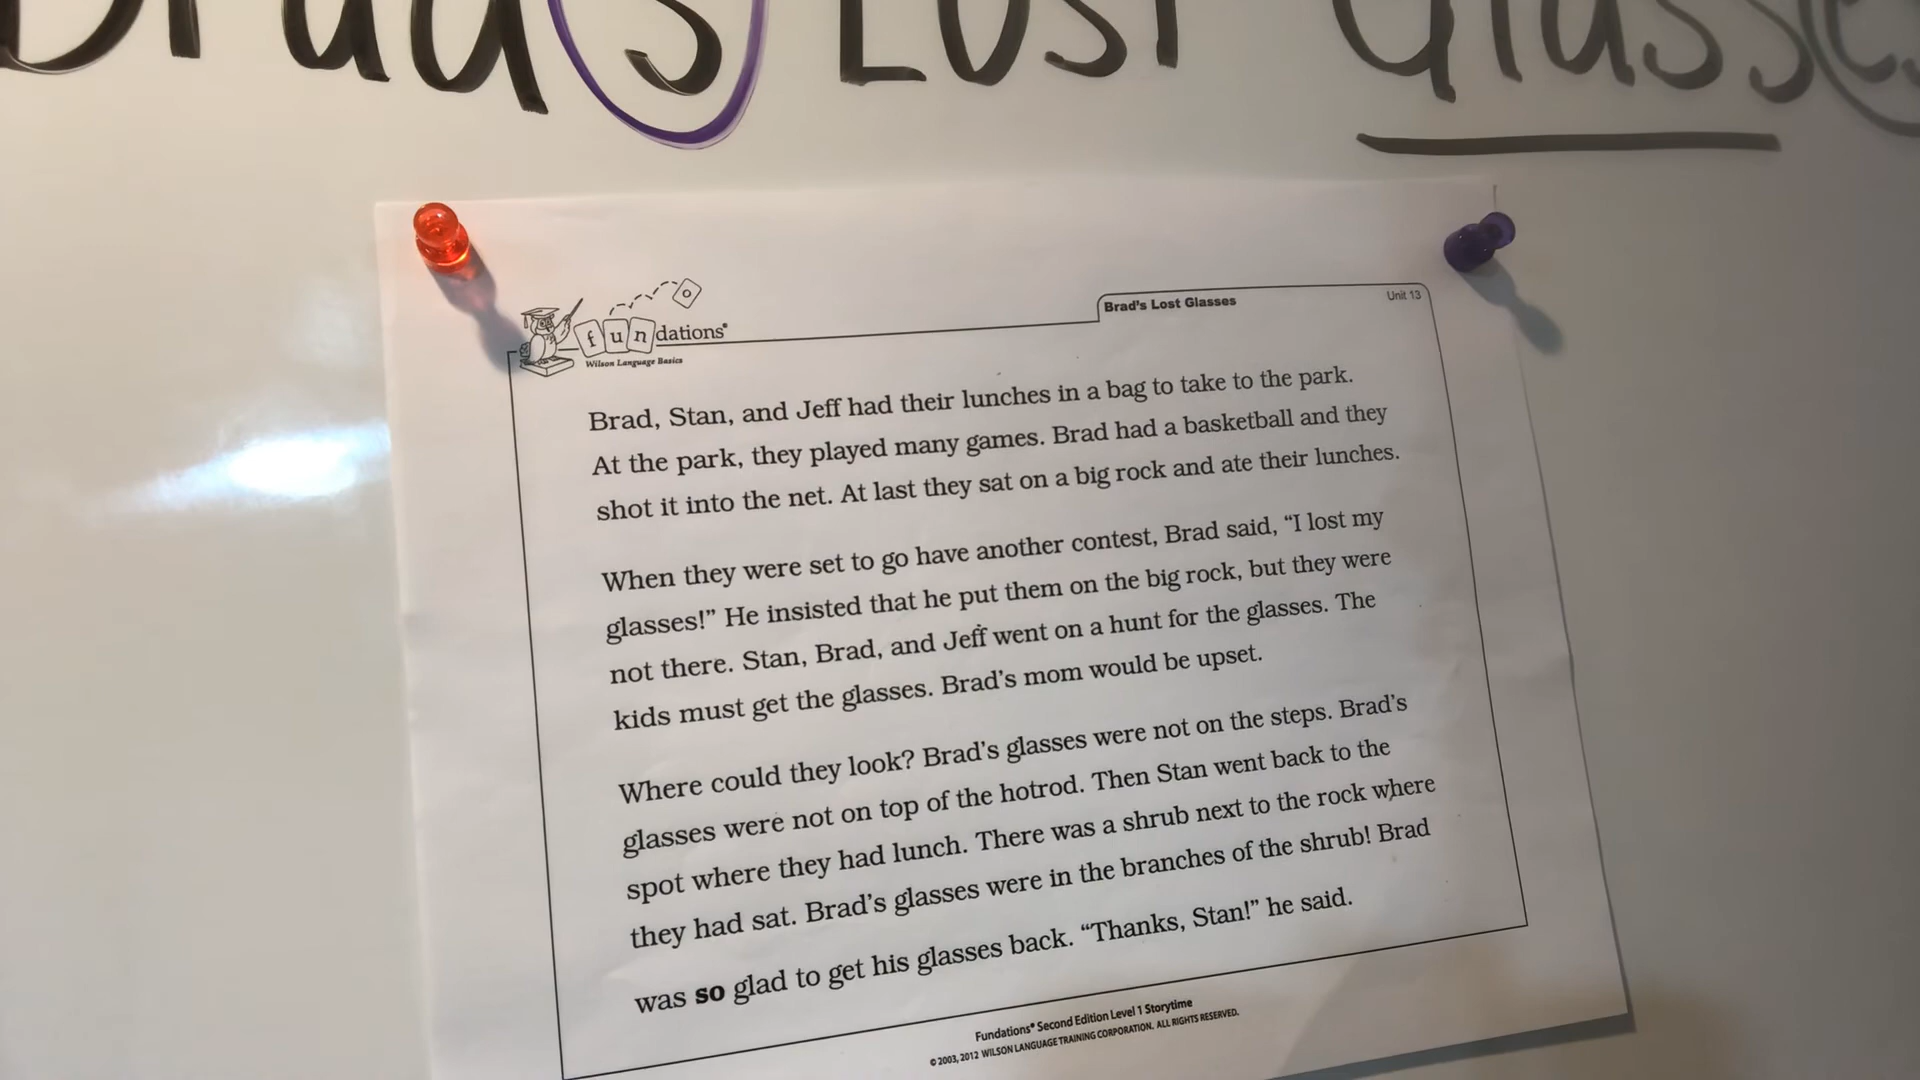 Brad's Lost Glasses
fundations®
Wilson Language Basics
Brad's Lost Glasses
Unit 13
Brad, Stan, and Jeff had their lunches in a bag to take to the park.
At the park, they played many games. Brad had a basketball and they
shot it into the net. At last they sat on a big rock and ate their lunches.
When they were set to go have another contest, Brad said, “I lost my
glasses!” He insisted that he put them on the big rock, but they were
not there. Stan, Brad, and Jeff went on a hunt for the glasses. The
kids must get the glasses. Brad's mom would be upset.
Where could they look? Brad's glasses were not on the steps. Brad's
glasses were not on top of the hotrod. Then Stan went back to the
spot where they had lunch. There was a shrub next to the rock where
they had sat. Brad's glasses were in the branches of the shrub! Brad
was so glad to get his glasses back. “Thanks, Stan!” he said.
Fundations® Second Edition Level 1 Storytime
© 2003, 2012 WILSON LANGUAGE TRAINING CORPORATION. ALL RIGHTS RESERVED.